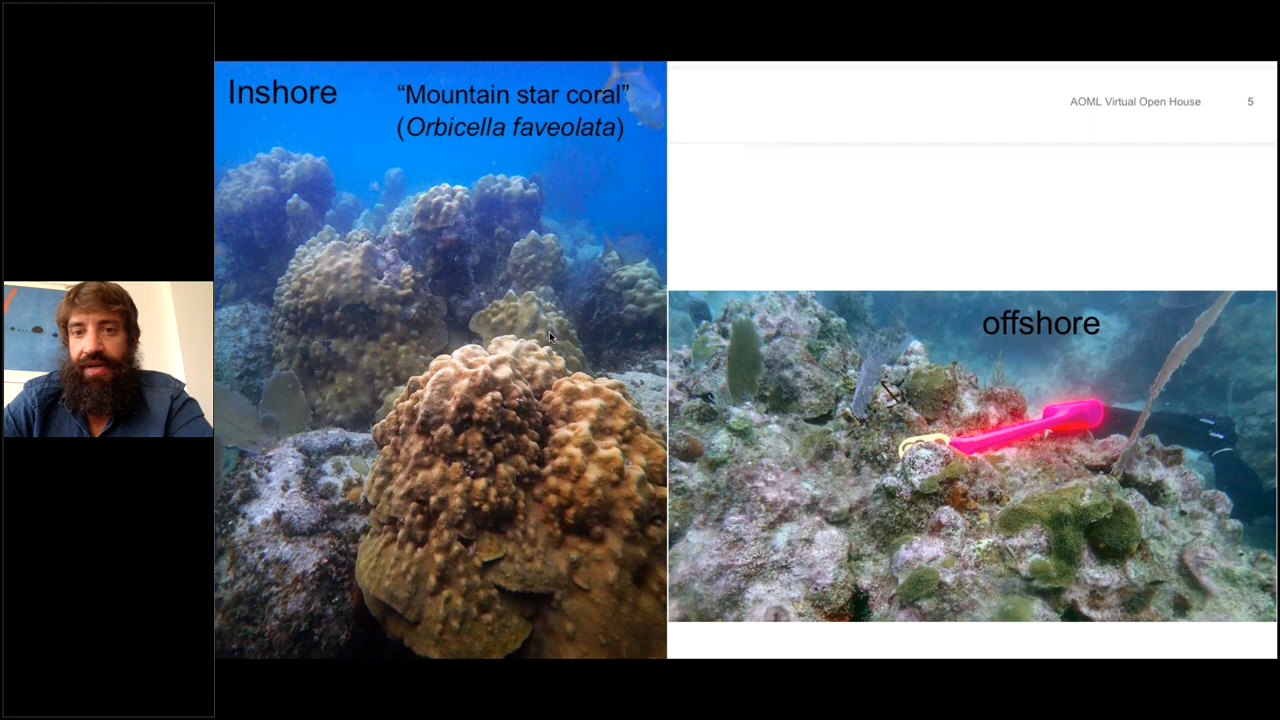 Inshore
“Mountain star coral”
(Orbicella faveolata)
AOML Virtual Open House 5
offshore